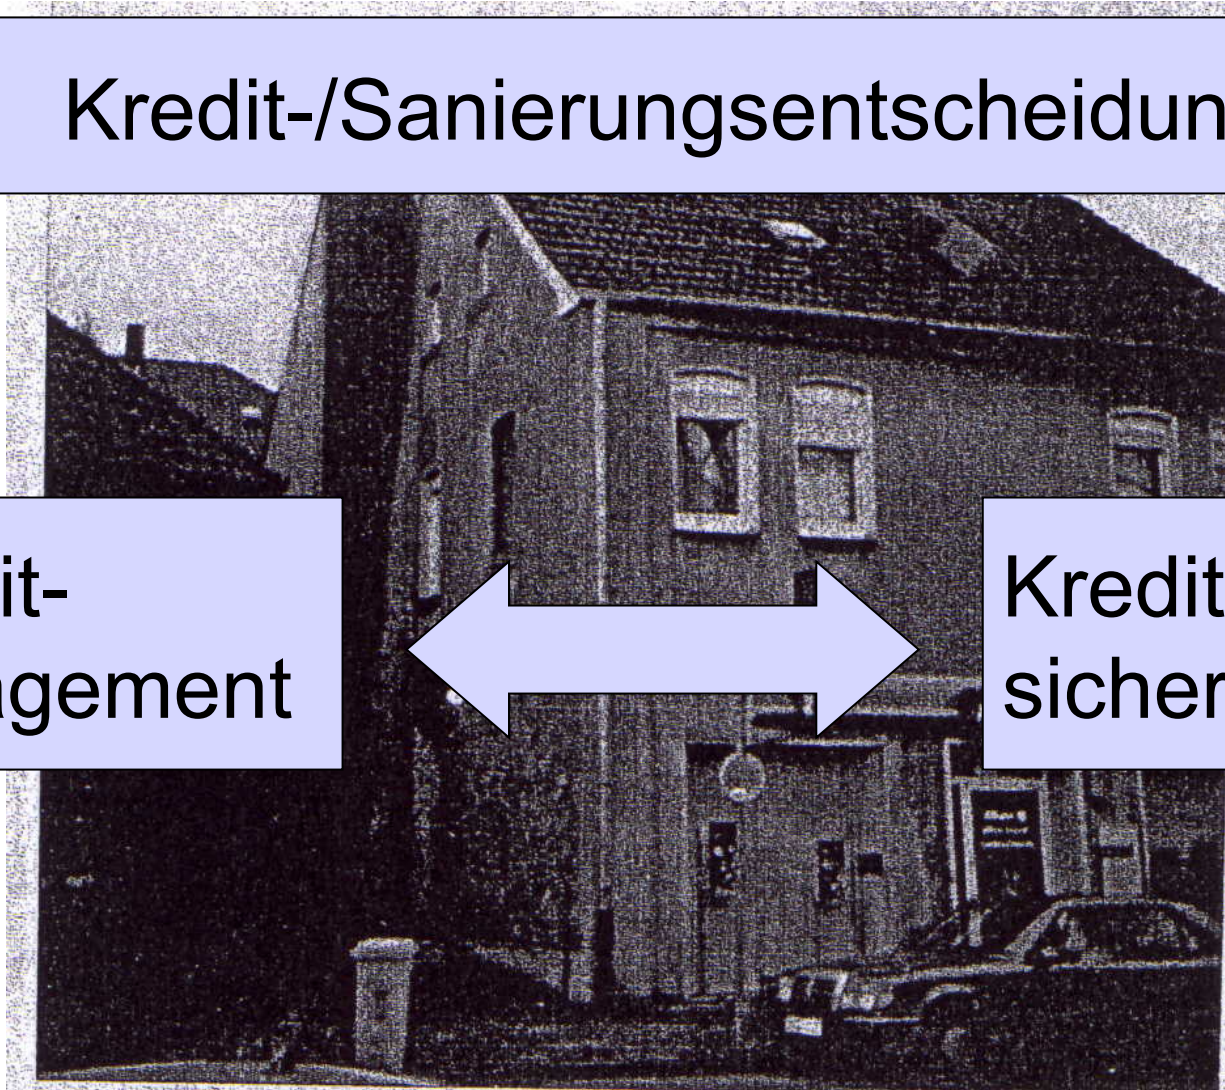 Kredit-/Sanierungsentscheidun
it-
agement
Kredit
sicher